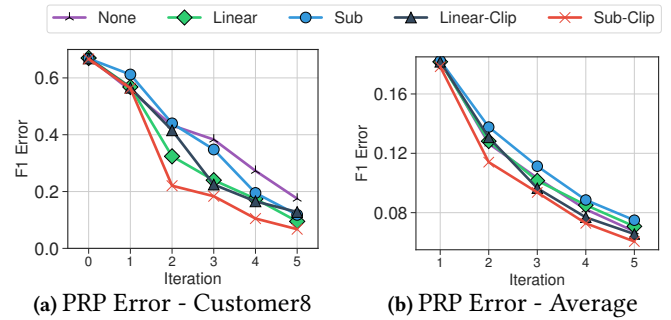 None Linear Sub Linear-Clip Sub-Clip
0.6
0.4
0.2
0.0
F1 Error
0 1 2 3 4 5
Iteration
(a) PRP Error - Customer8
0.16
0.12
0.08
F1 Error
1 2 3 4 5
Iteration
(b) PRP Error - Average